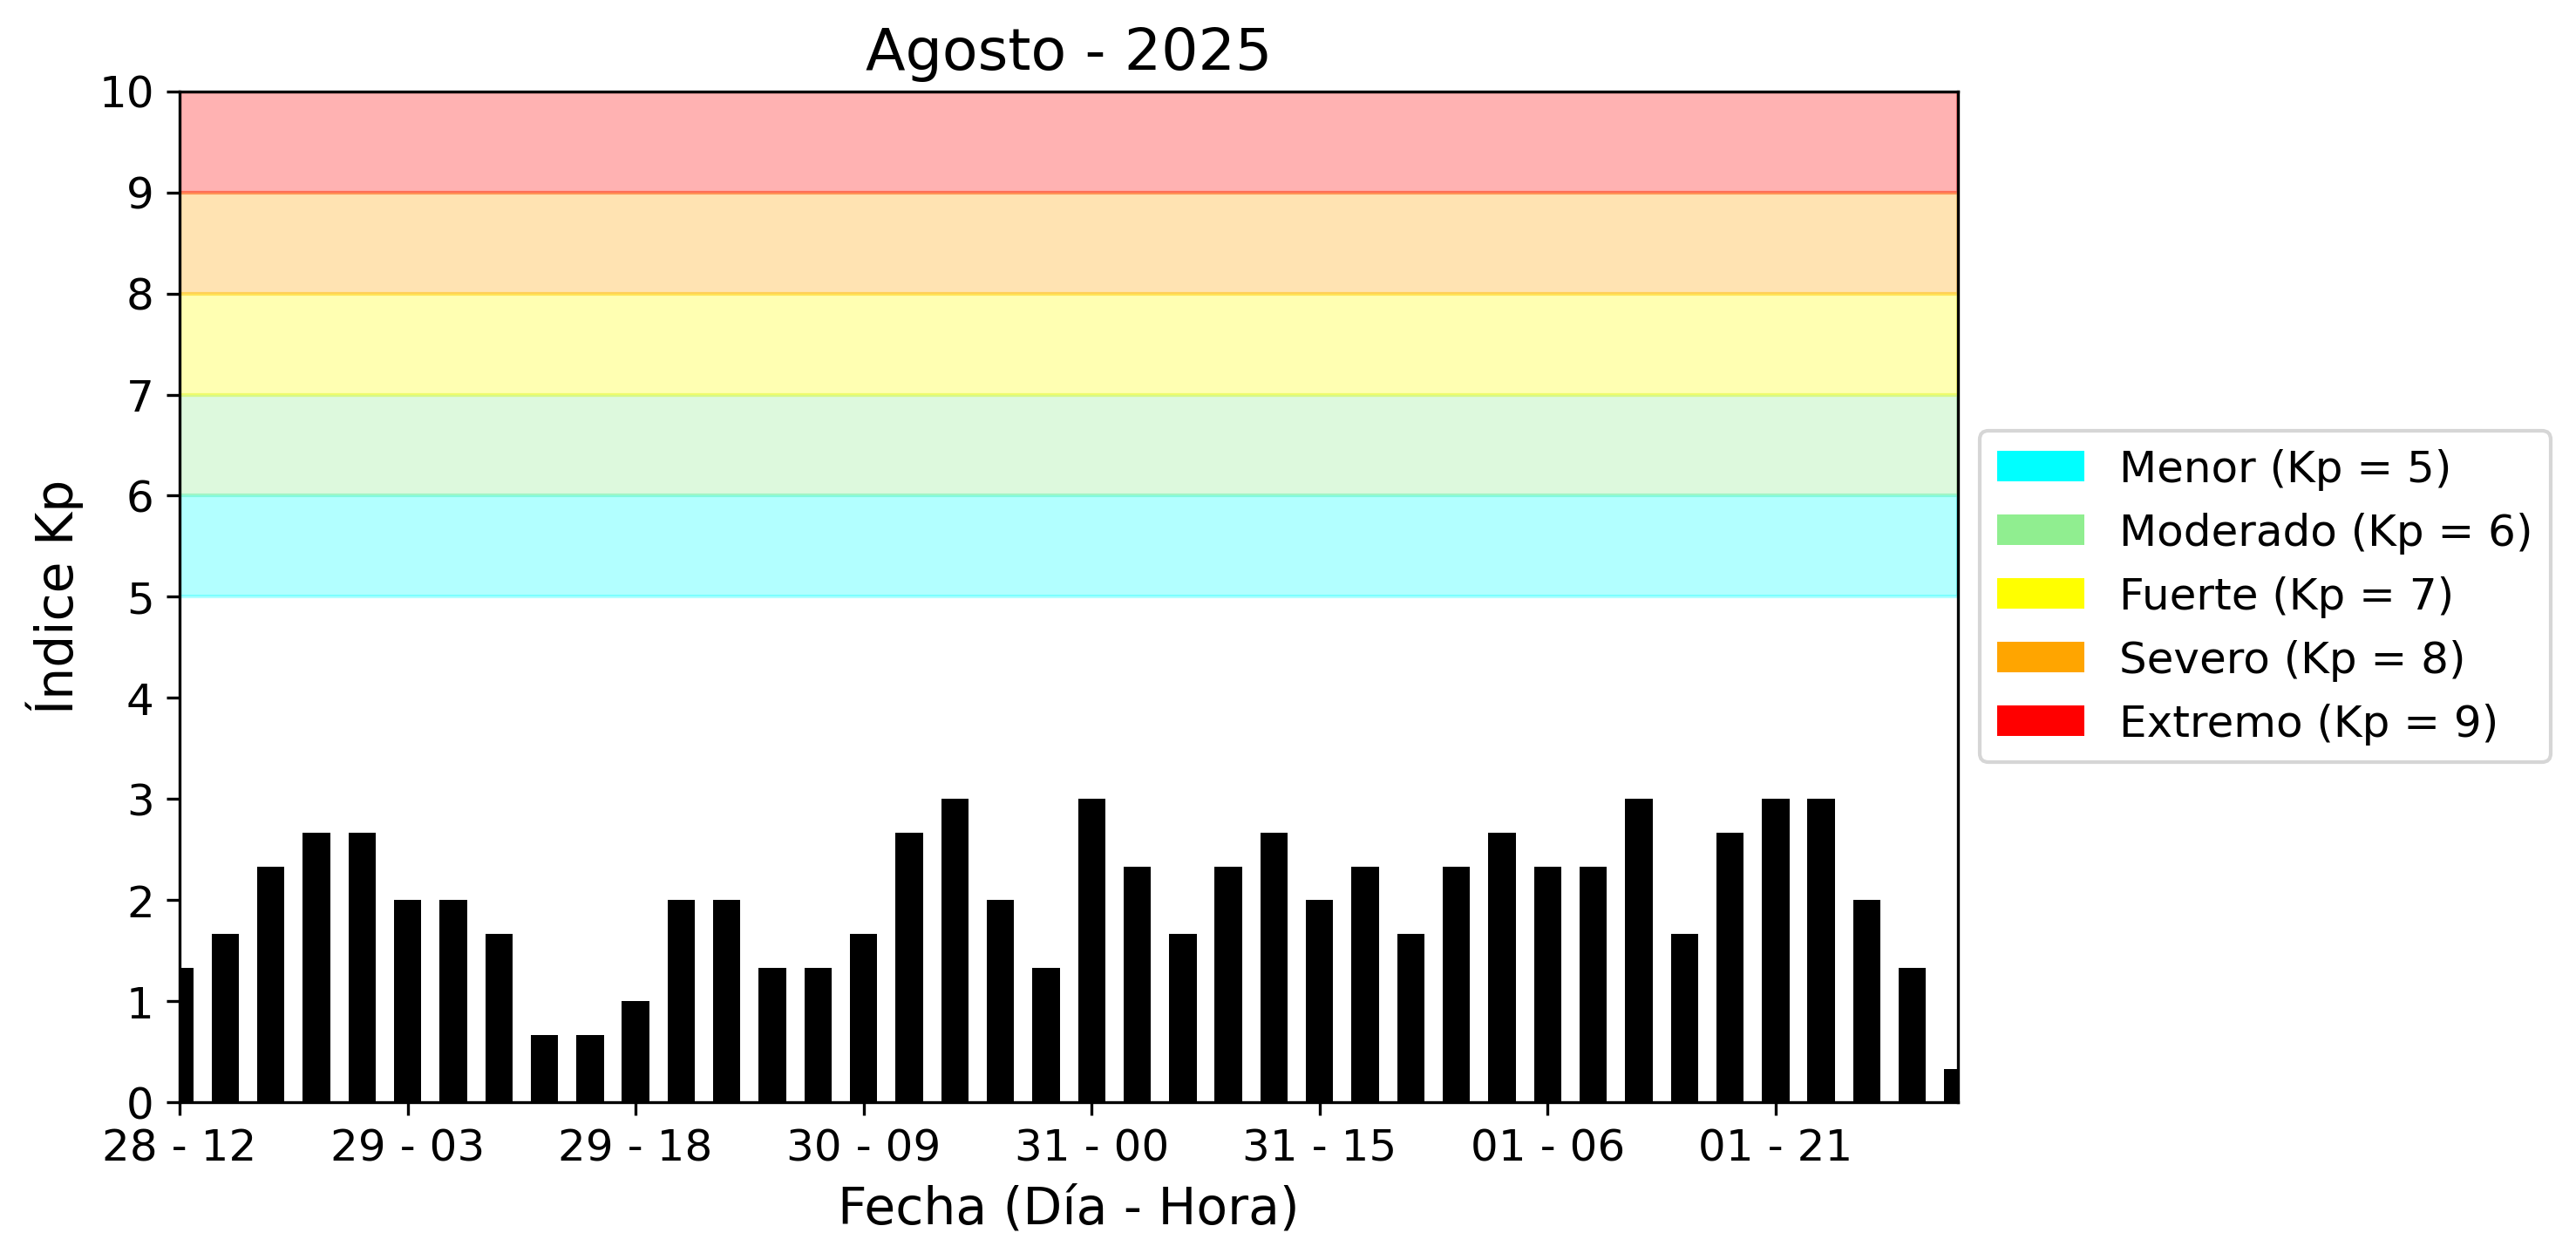 Agosto - 2025
10
9
8
7
6
5
4
3
2
1
0
Índice Kp
28 - 12
29 - 03
29 - 18
30 - 09
31 - 00
31 - 15
01 - 06
01 - 21
Fecha (Día - Hora)
Menor (Kp = 5)
Moderado (Kp = 6)
Fuerte (Kp = 7)
Severo (Kp = 8)
Extremo (Kp = 9)